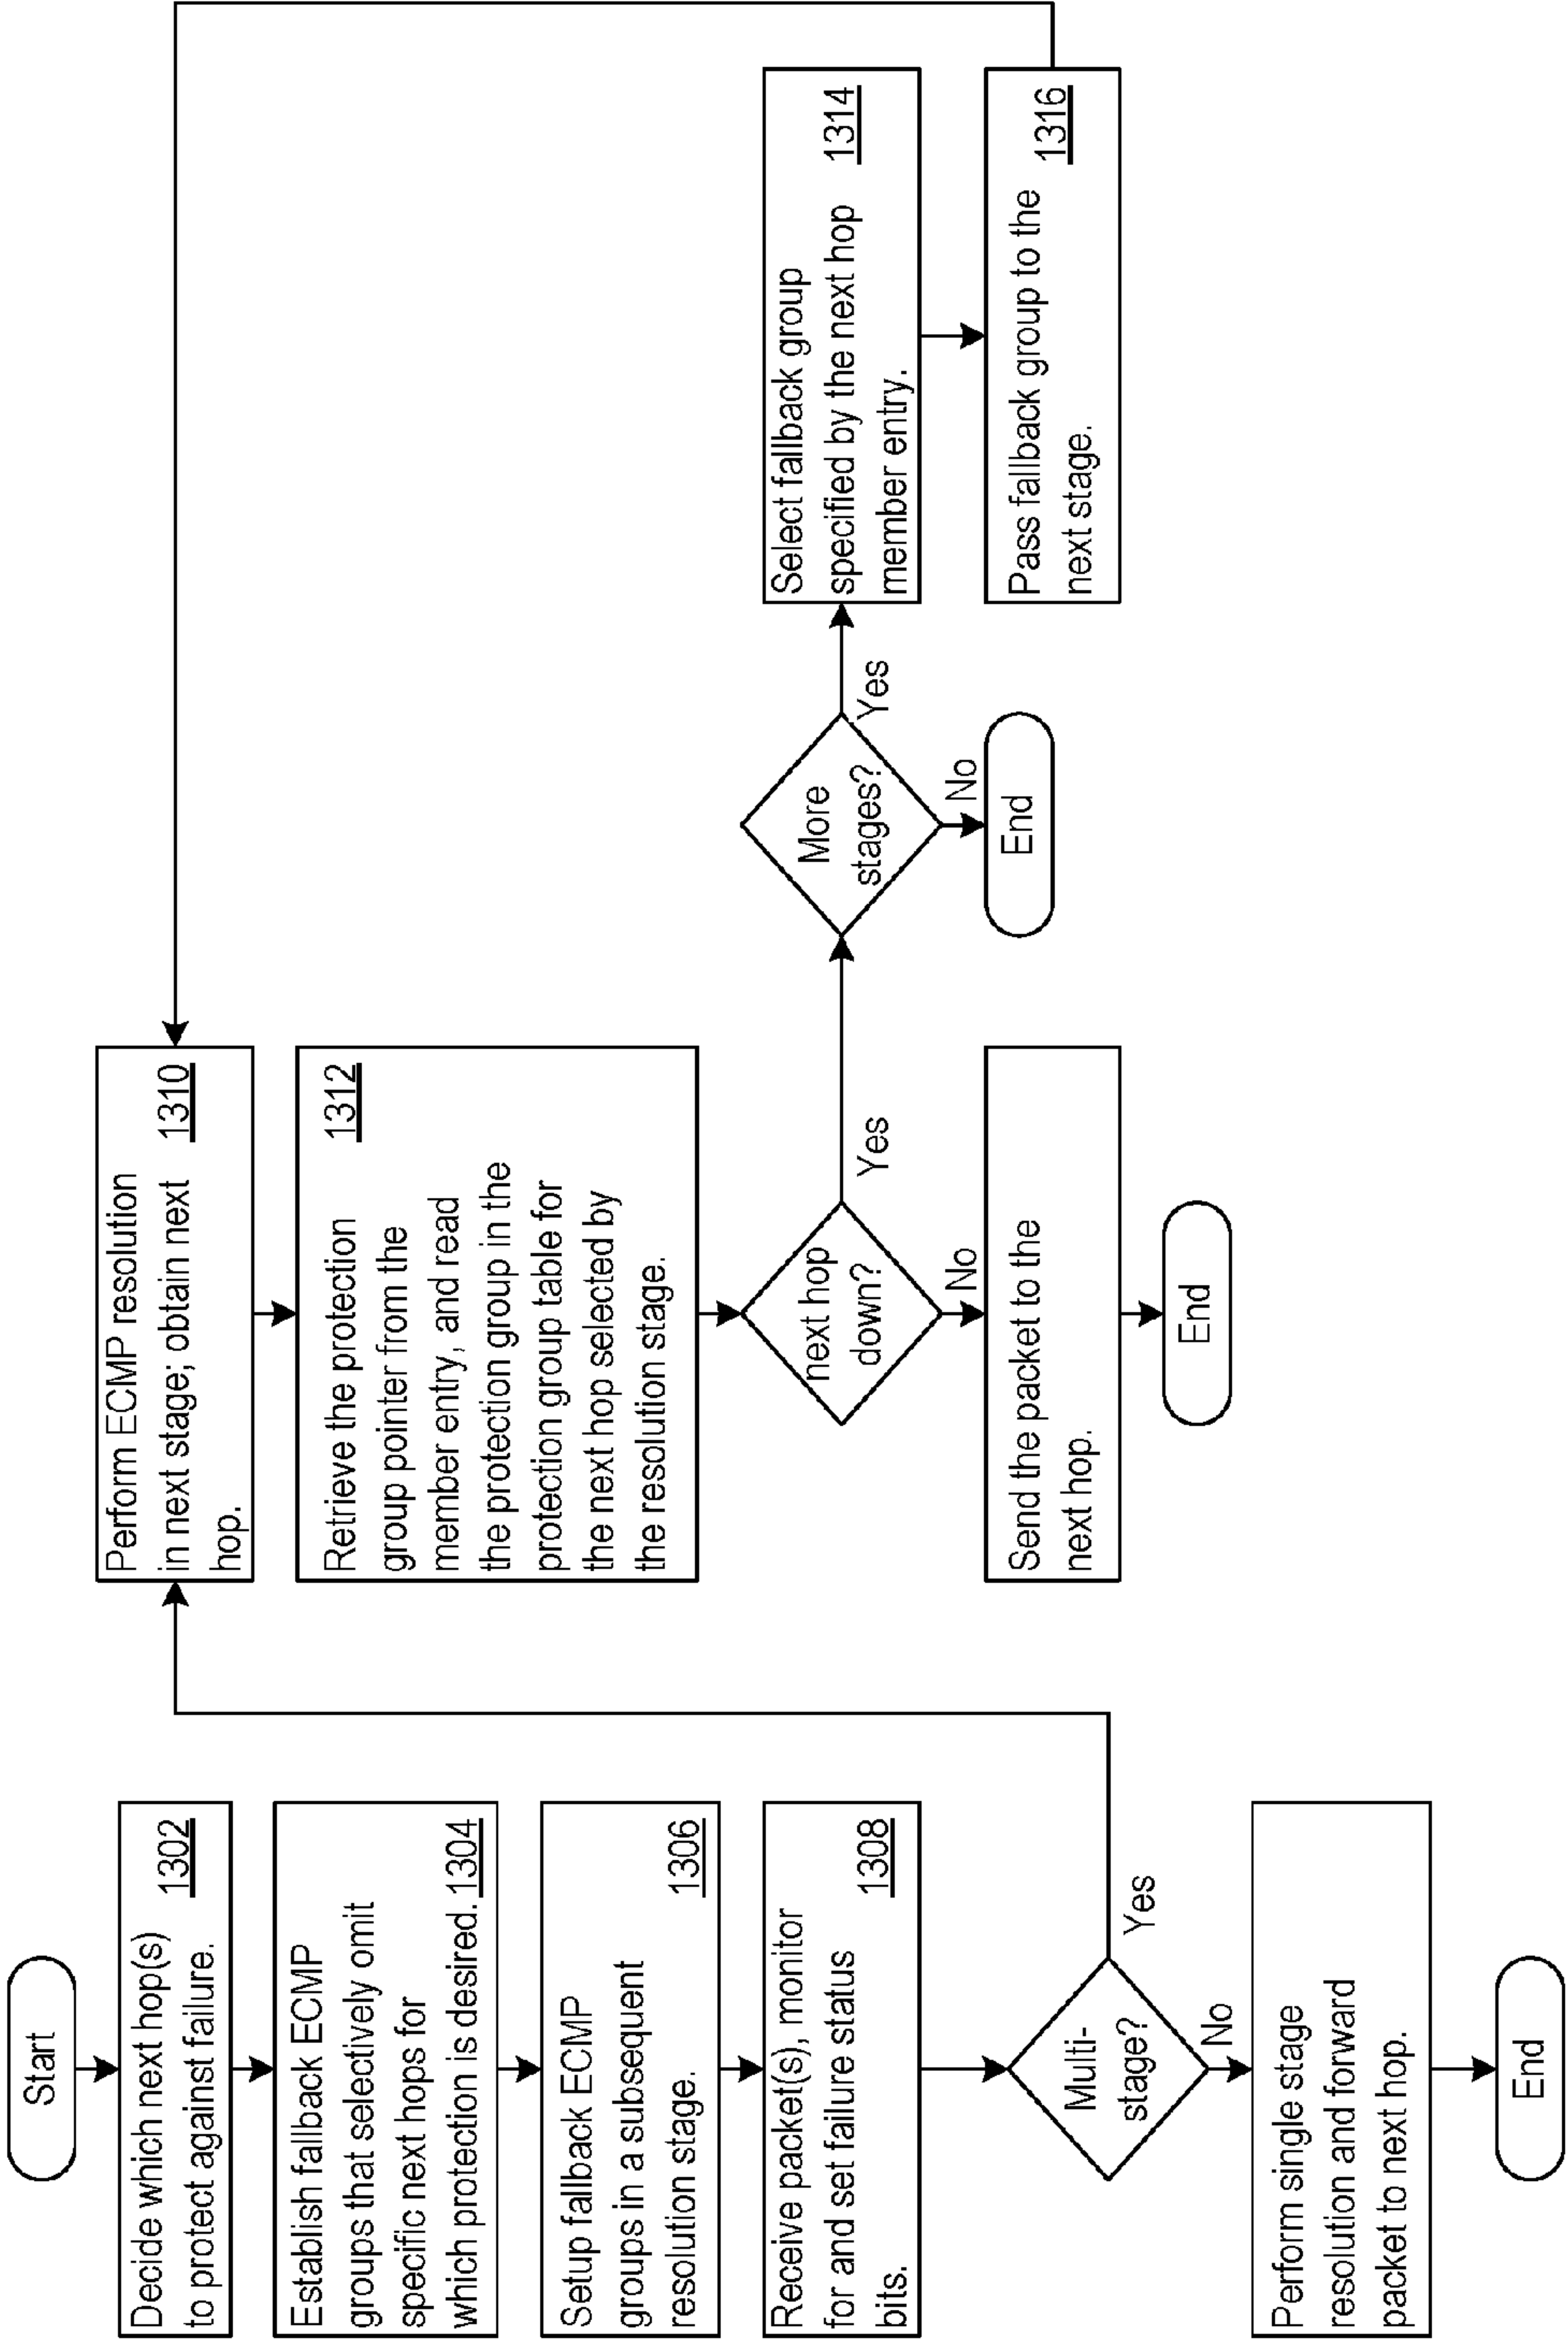 Start
Decide which next hop(s)
to protect against failure.
1302
Establish fallback ECMP
groups that selectively omit
specific next hops for
which protection is desired. 1304
Setup fallback ECMP
groups in a subsequent
resolution stage.
1306
Receive packet(s), monitor
for and set failure status
bits.
1308
Multi-
stage?
Yes
No
Perform single stage
resolution and forward
packet to next hop.
End
Perform ECMP resolution
in next stage; obtain next
hop.
1310
Retrieve the protection
group pointer from the
member entry, and read
the protection group in the
protection group table for
the next hop selected by
the resolution stage.
1312
next hop
down?
Yes
No
Send the packet to the
next hop.
End
More
stages?
Yes
No
End
Select fallback group
specified by the next hop
member entry.
1314
Pass fallback group to the
next stage.
1316